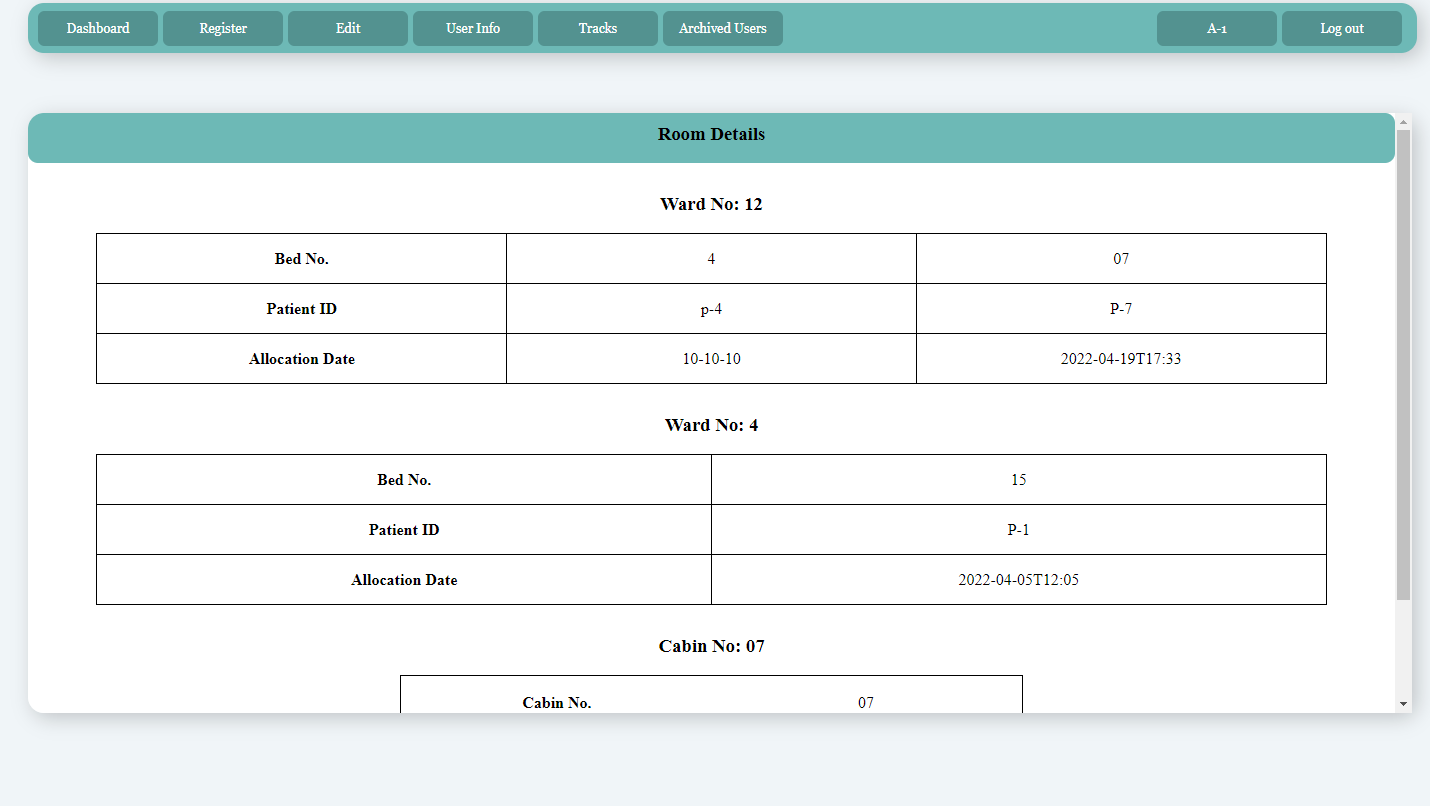 Dashboard Register Edit User Info Tracks Archived Users A-1 Log out
Room Details
Ward No: 12
Bed No. 4 07
Patient ID p-4 P-7
Allocation Date 10-10-10 2022-04-19T17:33
Ward No: 4
Bed No. 15
Patient ID P-1
Allocation Date 2022-04-05T12:05
Cabin No: 07
Cabin No. 07